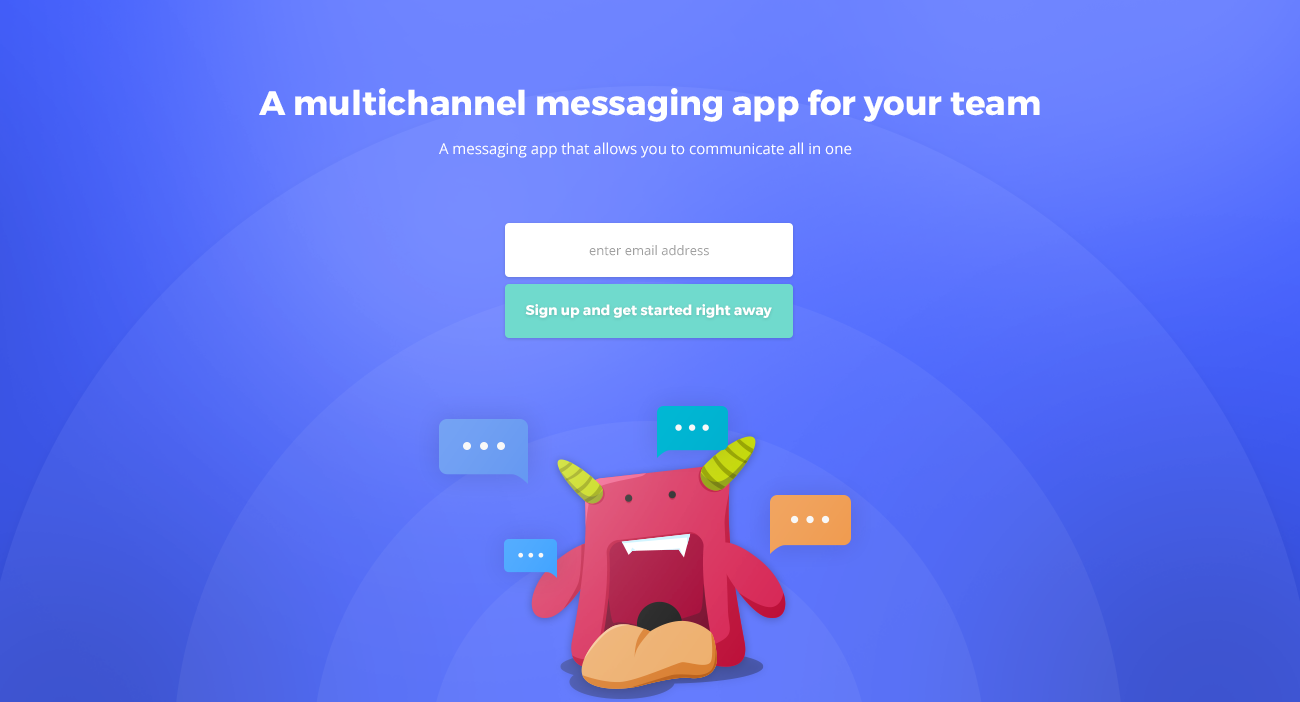 A multichannel messaging app for your team
A messaging app that allows you to communicate all in one
enter email address
Sign up and get started right away